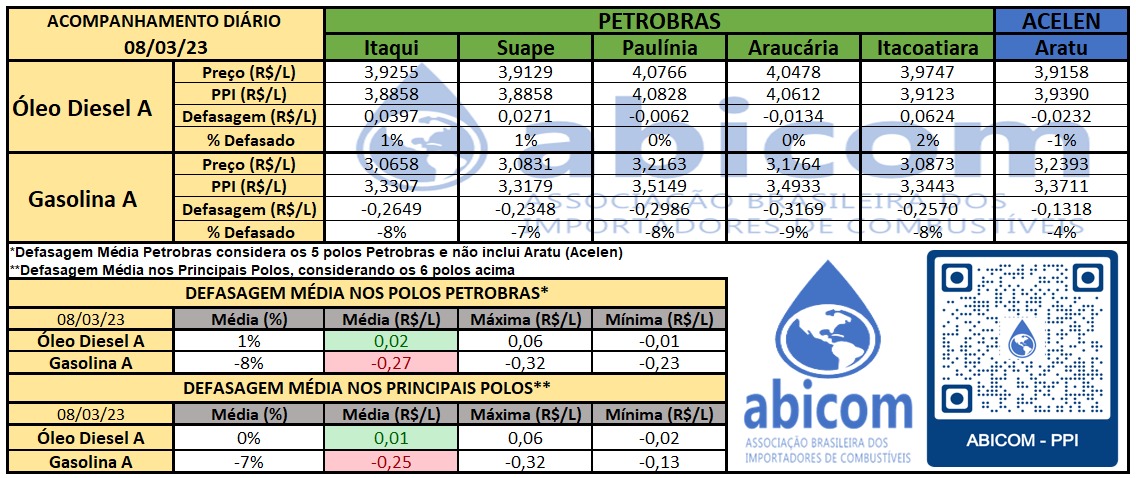 ACOMPANHAMENTO DIÁRIO PETROBRAS ACELEN
08/03/23 Itaqui Suape Paulínia Araucária Itacoatiara Aratu
Óleo Diesel A
Preço (R$/L) 3,9255 3,9129 4,0766 4,0478 3,9747 3,9158
PPI (R$/L) 3,8858 3,8858 4,0828 4,0612 3,9123 3,9390
Defasagem (R$/L) 0,0397 0,0271 -0,0062 -0,0134 0,0624 -0,0232
% Defasado 1% 1% 0% 0% 2% -1%
Gasolina A
Preço (R$/L) 3,0658 3,0831 3,2163 3,1764 3,0873 3,2393
PPI (R$/L) 3,3307 3,3179 3,5149 3,4933 3,3443 3,3711
Defasagem (R$/L) -0,2649 -0,2348 -0,2986 -0,3169 -0,2570 -0,1318
% Defasado -8% -7% -8% -9% -8% -4%
abicom
ASSOCIAÇÃO BRASILEIRA DOS
IMPORTADORES DE COMBUSTÍVEIS
*Defasagem Média Petrobras considera os 5 polos Petrobras e não inclui Aratu (Acelen)
**Defasagem Média nos Principais Polos, considerando os 6 polos acima
DEFASAGEM MÉDIA NOS POLOS PETROBRAS*
08/03/23 Média (%) Média (R$/L) Máxima (R$/L) Mínima (R$/L)
Óleo Diesel A 1% 0,02 0,06 -0,01
Gasolina A -8% -0,27 -0,32 -0,23
DEFASAGEM MÉDIA NOS PRINCIPAIS POLOS**
08/03/23 Média (%) Média (R$/L) Máxima (R$/L) Mínima (R$/L)
Óleo Diesel A 0% 0,01 0,06 -0,02
Gasolina A -7% -0,25 -0,32 -0,13
abicom
ASSOCIAÇÃO BRASILEIRA DOS
IMPORTADORES DE COMBUSTÍVEIS
ABICOM - PPI